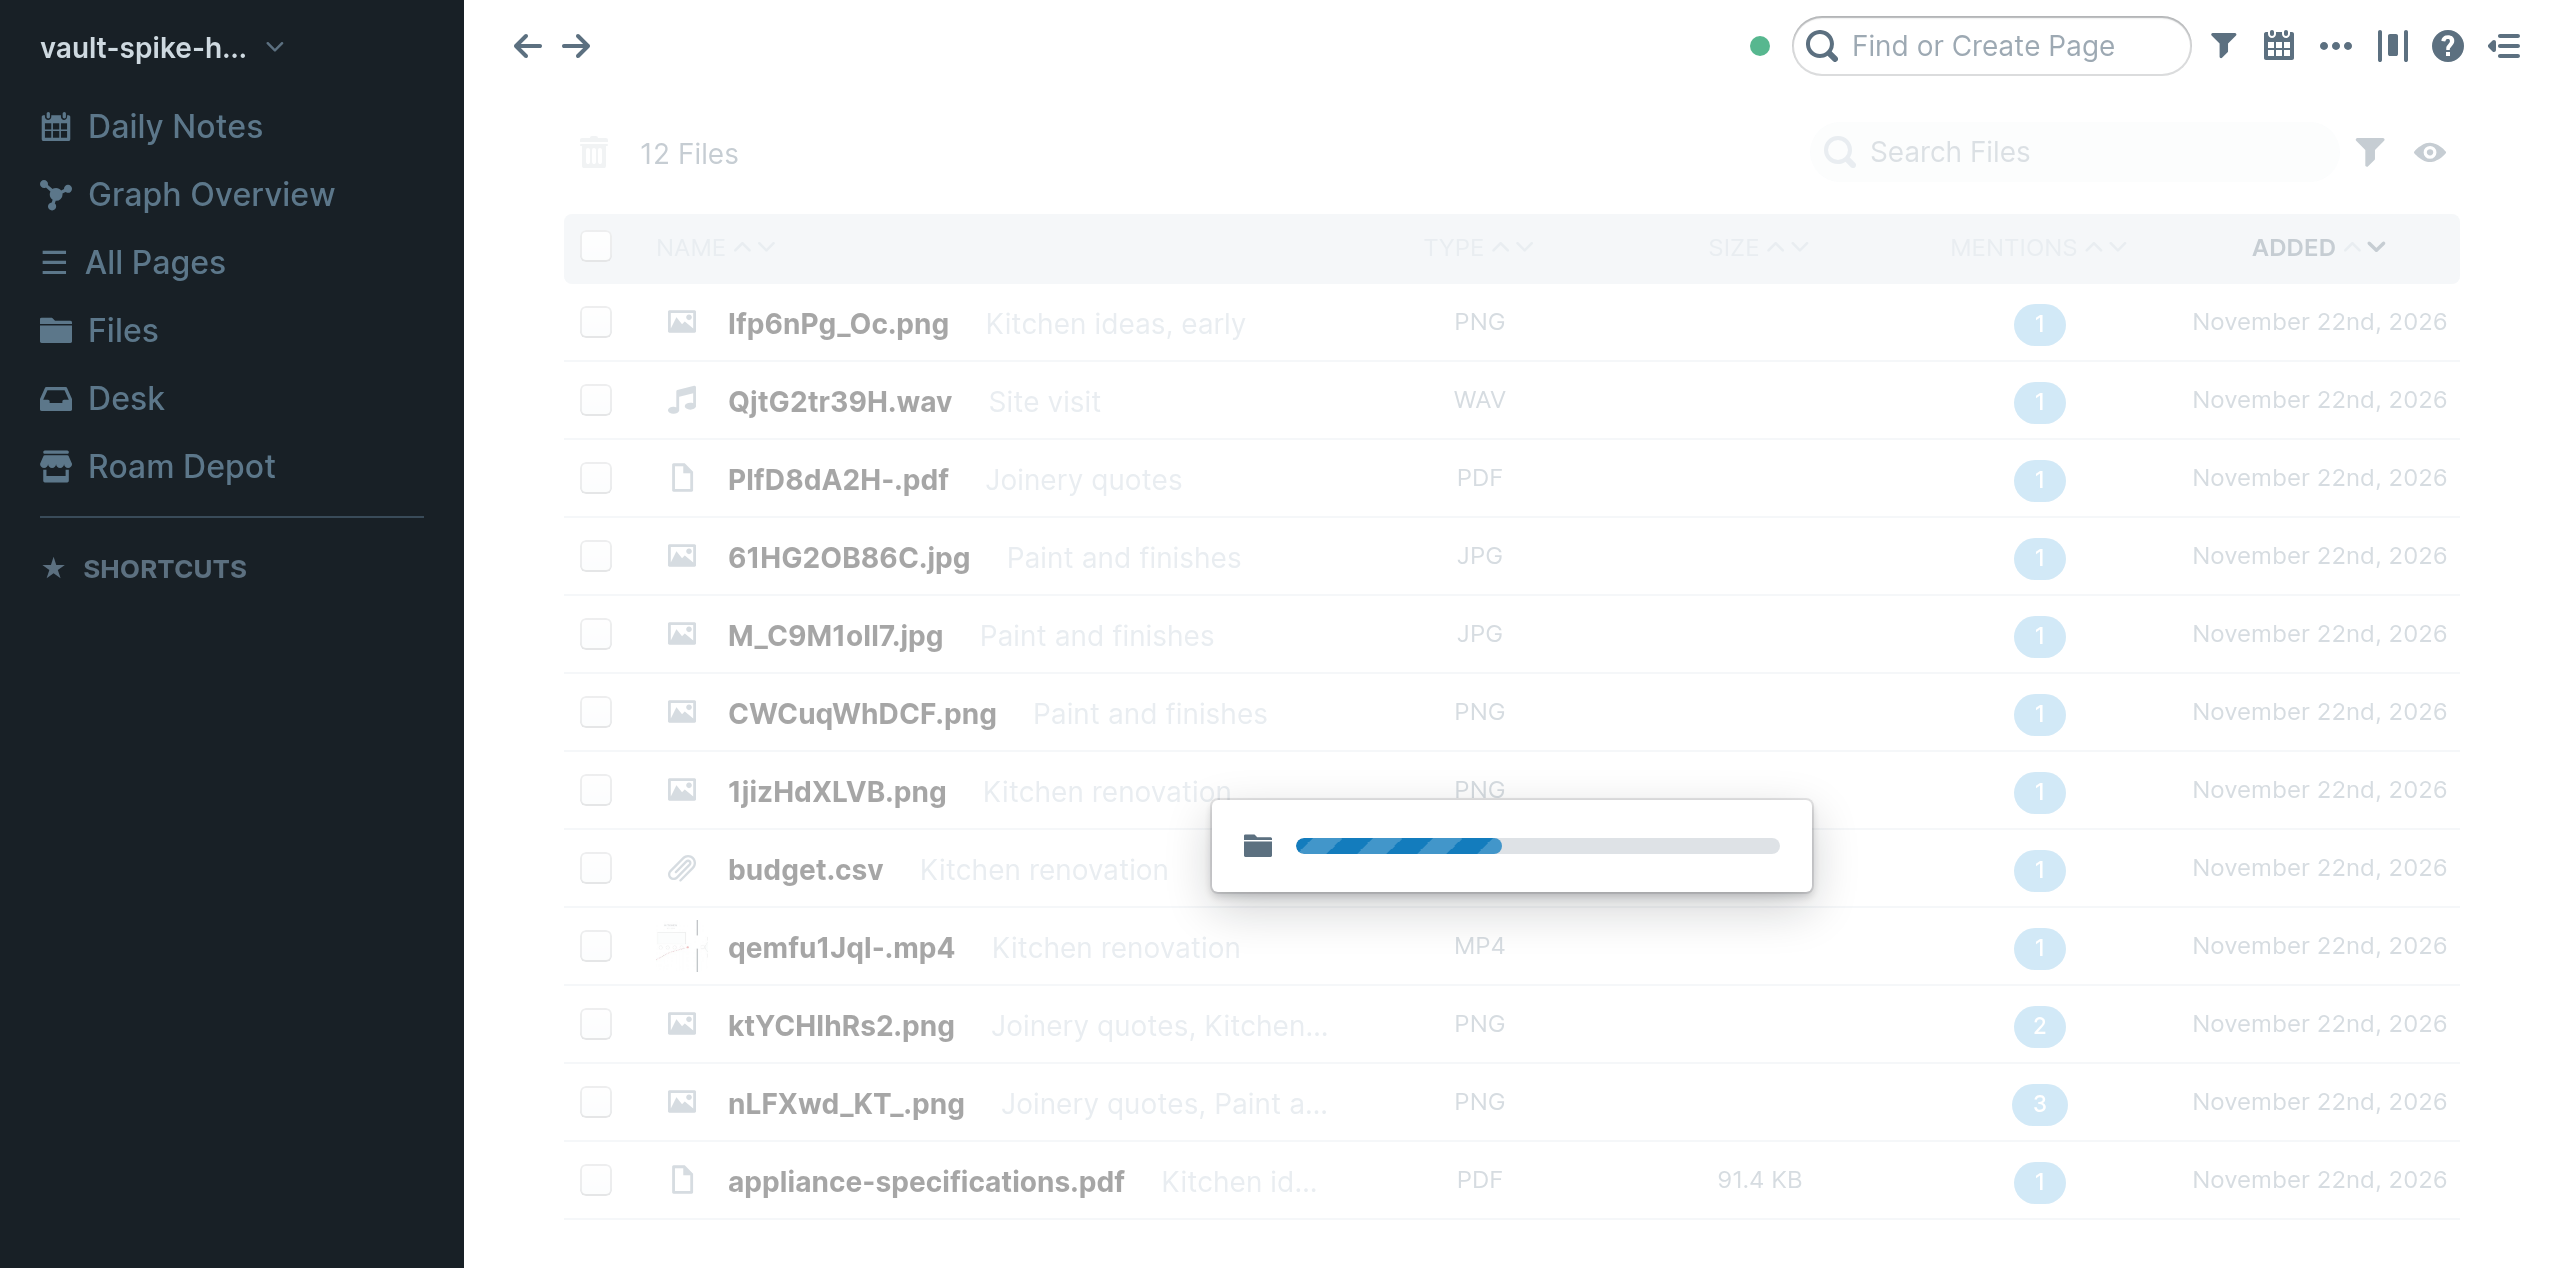 vault-spike-h...
Find or Create Page
Daily Notes
Graph Overview
All Pages
Files
Desk
Roam Depot
SHORTCUTS
12 Files
Search Files
NAME TYPE SIZE MENTIONS ADDED
lfp6nPg_Oc.png Kitchen ideas, early PNG 1 November 22nd, 2026
QjtG2tr39H.wav Site visit WAV 1 November 22nd, 2026
PlfD8dA2H-.pdf Joinery quotes PDF 1 November 22nd, 2026
61HG2OB86C.jpg Paint and finishes JPG 1 November 22nd, 2026
M_C9M1oll7.jpg Paint and finishes JPG 1 November 22nd, 2026
CWCuqWhDCF.png Paint and finishes PNG 1 November 22nd, 2026
1jizHdXLVB.png Kitchen renovation PNG 1 November 22nd, 2026
budget.csv Kitchen renovation 1 November 22nd, 2026
qemfu1Jql-.mp4 Kitchen renovation MP4 1 November 22nd, 2026
ktYCHlhRs2.png Joinery quotes, Kitchen... PNG 2 November 22nd, 2026
nLFXwd_KT_.png Joinery quotes, Paint a... PNG 3 November 22nd, 2026
appliance-specifications.pdf Kitchen id... PDF 91.4 KB 1 November 22nd, 2026